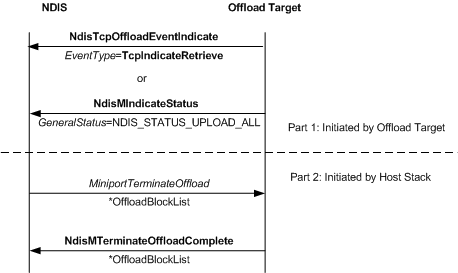 NDIS Offload Target
NdisTcpOffloadEventIndicate
EventType=TcpIndicateRetrieve
or
NdisMIndicateStatus
GeneralStatus=NDIS_STATUS_UPLOAD_ALL
Part 1: Initiated by Offload Target
Part 2: Initiated by Host Stack
MiniportTerminateOffload
*OffloadBlockList
NdisMTerminateOffloadComplete
*OffloadBlockList